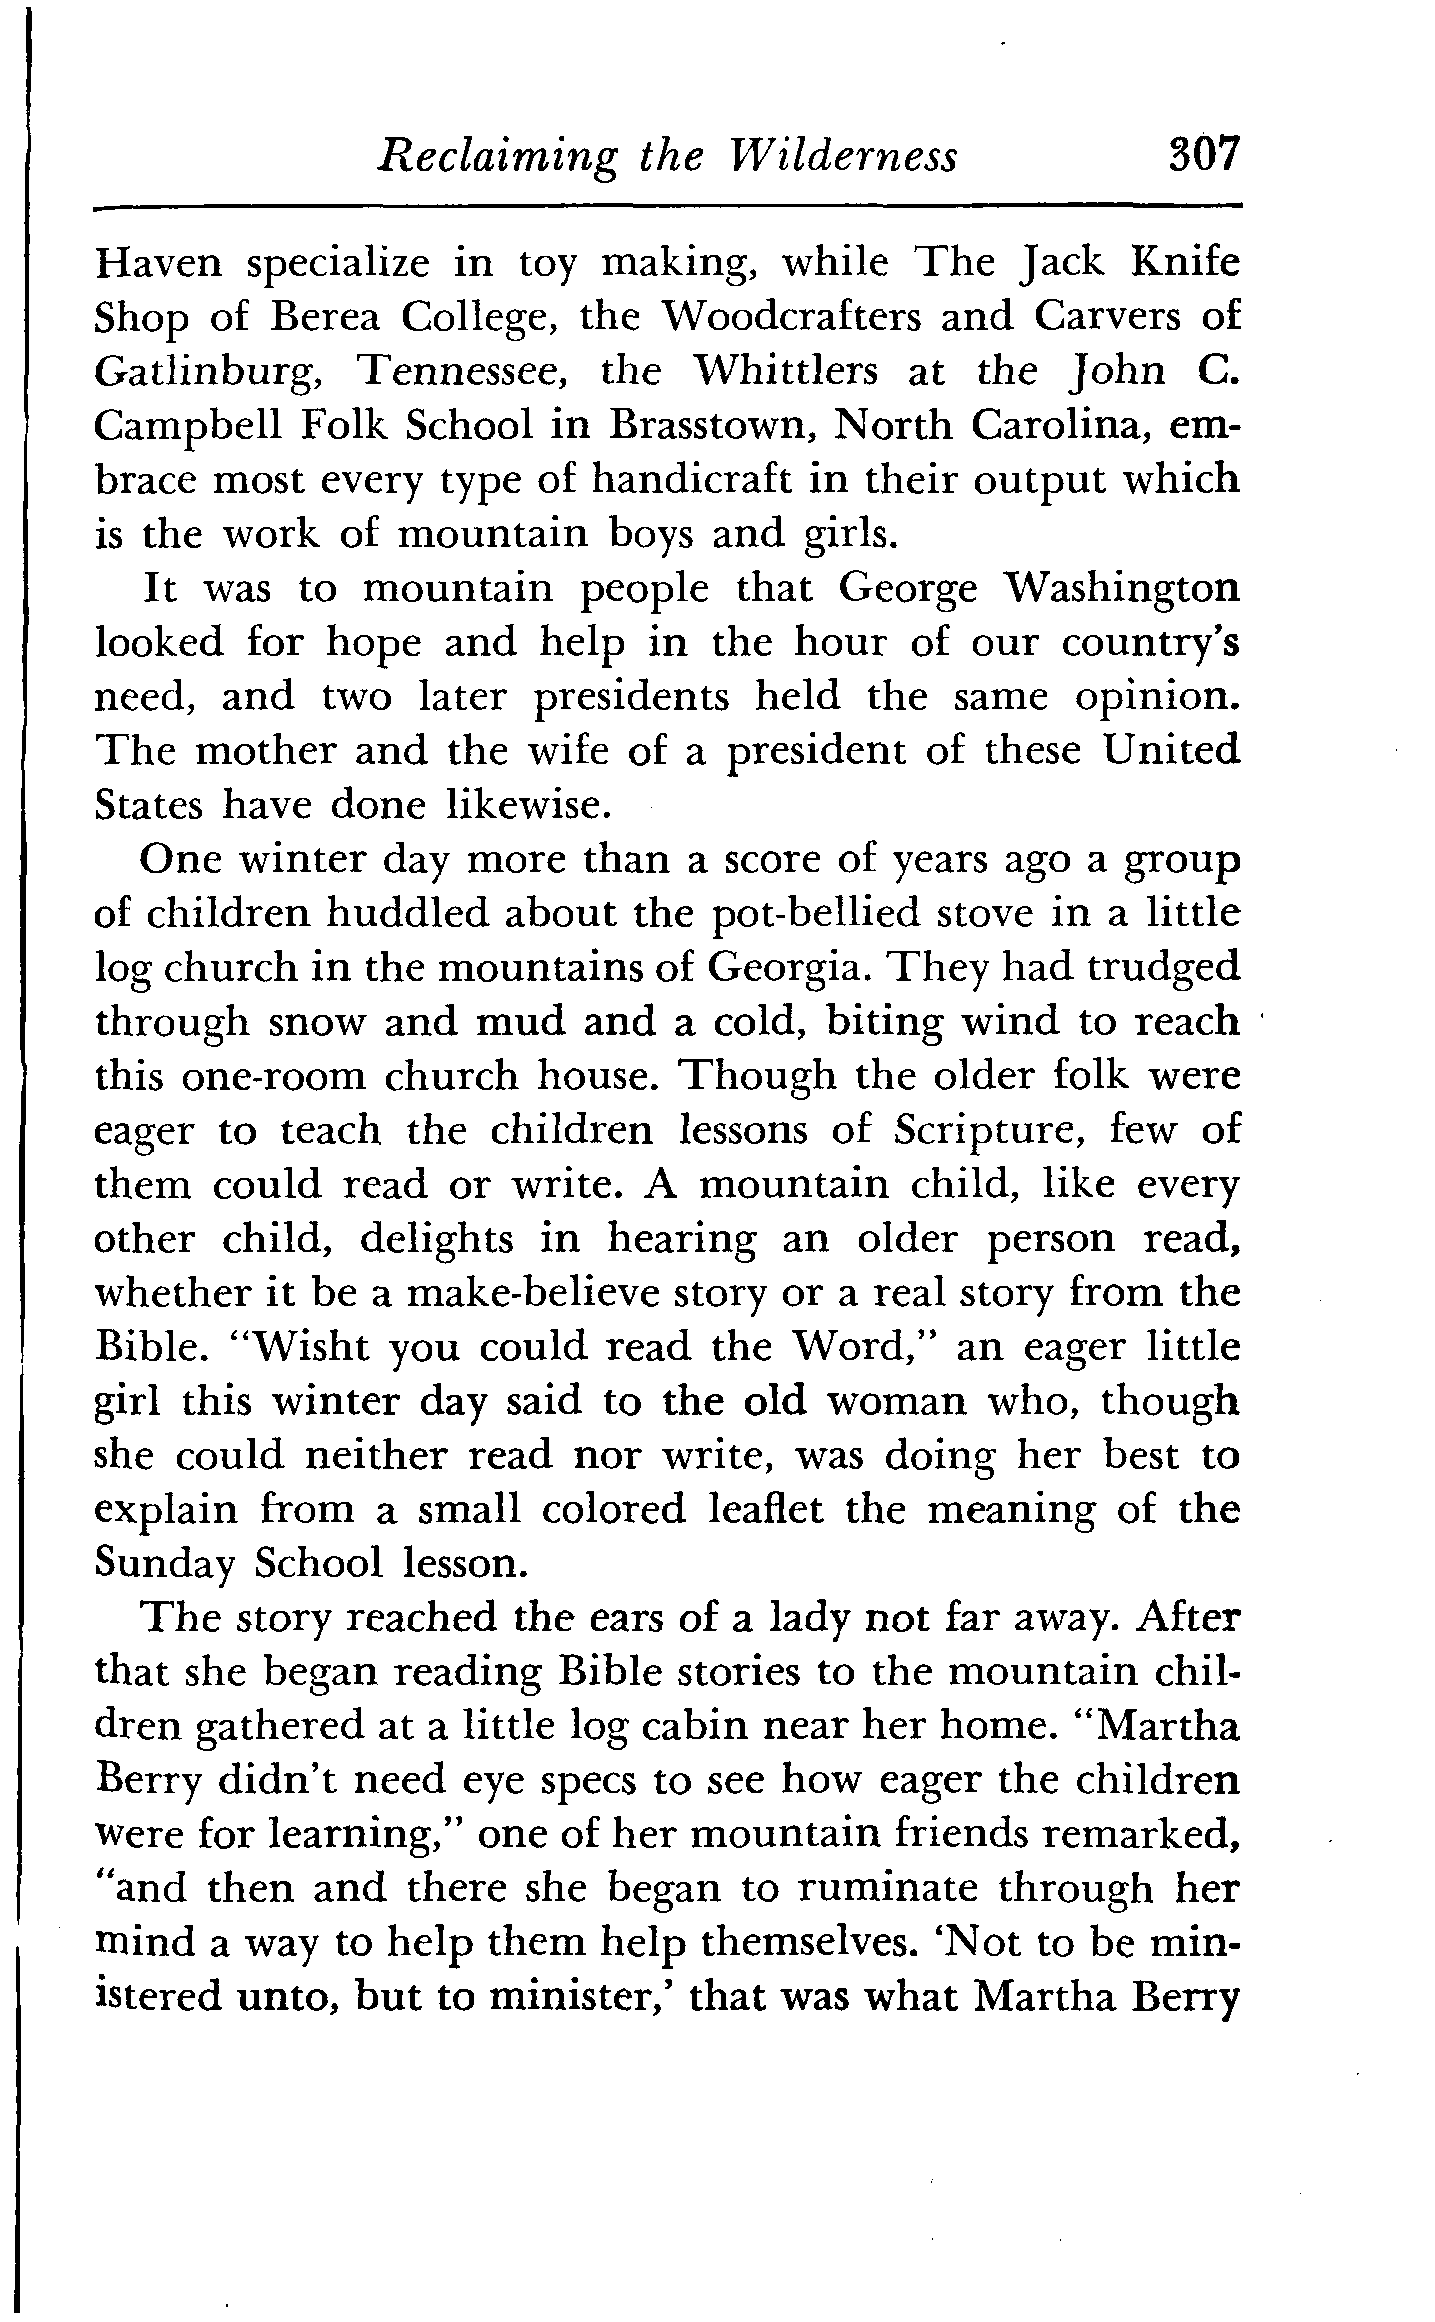 Reclaiming the Wilderness 307
Haven specialize in toy making, while The Jack Knife
Shop of Berea College, the Woodcrafters and Carvers of
Gatlinburg, Tennessee, the Whittlers at the John C.
Campbell Folk School in Brasstown, North Carolina, em-
brace most every type of handicraft in their output which
is the work of mountain boys and girls.
It was to mountain people that George Washington
looked for hope and help in the hour of our country's
need, and two later presidents held the same opinion.
The mother and the wife of a president of these United
States have done likewise.
One winter day more than a score of years ago a group
of children huddled about the pot-bellied stove in a little
log church in the mountains of Georgia. They had trudged
through snow and mud and a cold, biting wind to reach
this one-room church house. Though the older folk were
eager to teach the children lessons of Scripture, few of
them could read or write. A mountain child, like every
other child, delights in hearing an older person read,
whether it be a make-believe story or a real story from the
Bible. "Wisht you could read the Word," an eager little
girl this winter day said to the old woman who, though
she could neither read nor write, was doing her best to
explain from a small colored leaflet the meaning of the
Sunday School lesson.
The story reached the ears of a lady not far away. After
that she began reading Bible stories to the mountain chil-
dren gathered at a little log cabin near her home. "Martha
Berry didn't need eye specs to see how eager the children
were for learning," one of her mountain friends remarked,
"and then and there she began to ruminate through her
mind a way to help them help themselves. 'Not to be min-
istered unto, but to minister,' that was what Martha Berry